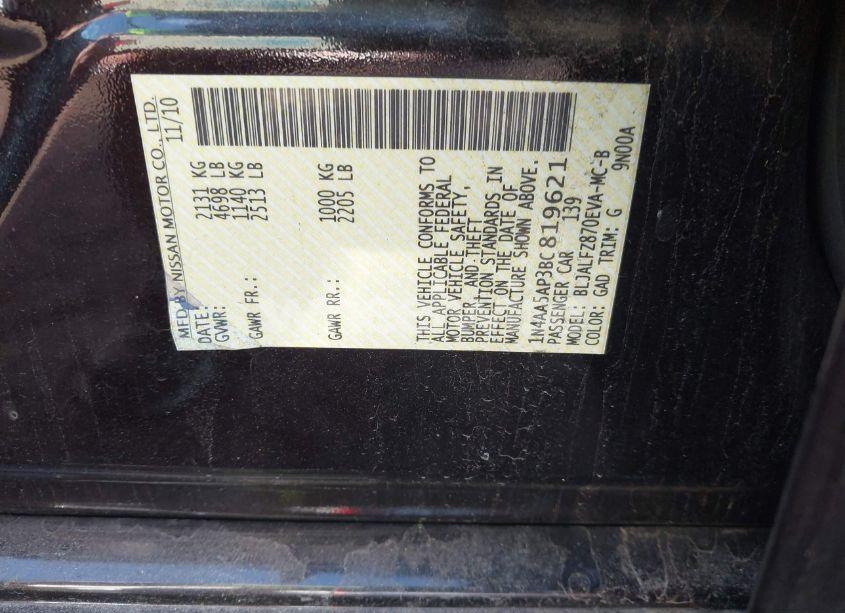 MFD BY NISSAN MOTOR CO., LTD.
DATE: 11/10
GVWR: 2131 KG
4698 LB
GAWR FR.: 1140 KG
2513 LB
GAWR RR.: 1000 KG
2205 LB
THIS VEHICLE CONFORMS TO
ALL APPLICABLE FEDERAL
MOTOR VEHICLE SAFETY,
BUMPER, AND THEFT
PREVENTION STANDARDS IN
EFFECT ON THE DATE OF
MANUFACTURE SHOWN ABOVE.
1N4AA5AP3BC819621
PASSENGER CAR 139
MODEL: BLJALFZ870EVA-MC-B
COLOR: GAD TRIM: G 9N00A